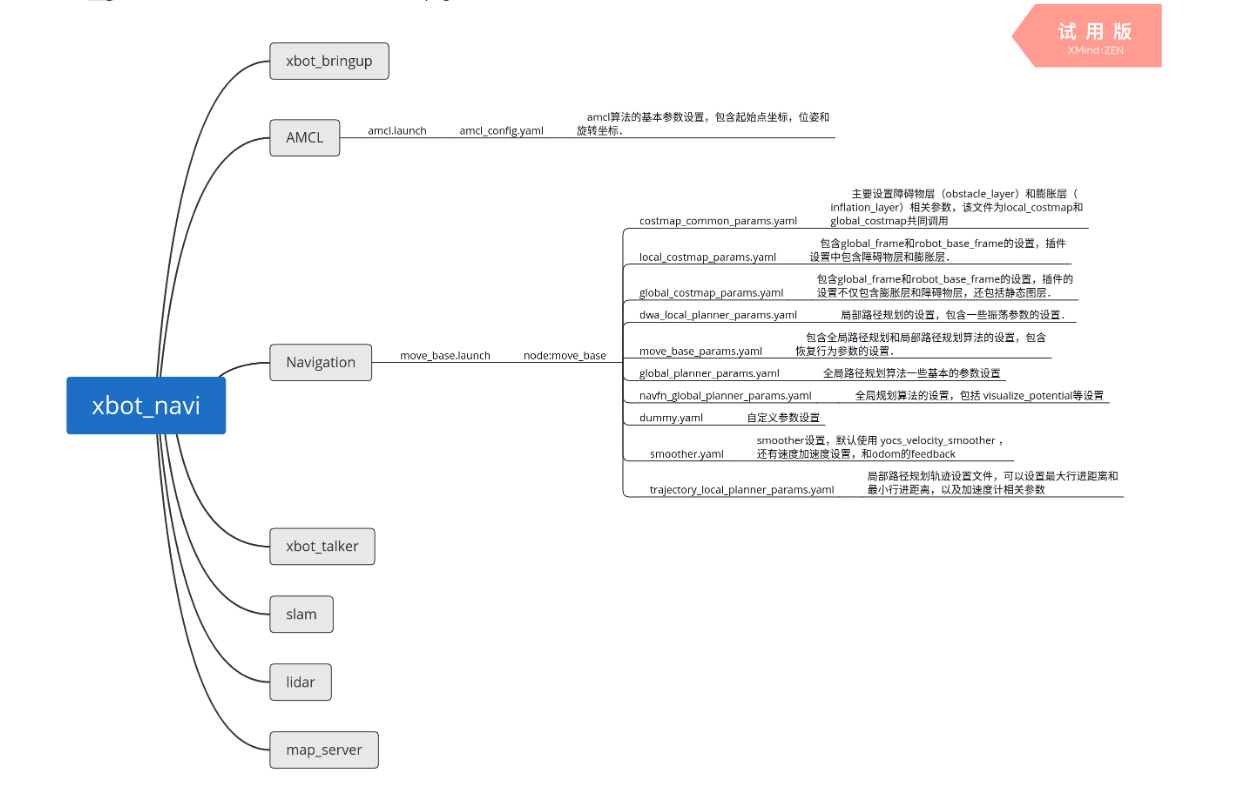 试用版
XMind:ZEN
xbot_bringup
AMCL
amcl.launch
amcl_config.yaml
amcl算法的基本参数设置，包含起始点坐标，位姿和
旋转坐标.
xbot_navi
Navigation
move_base.launch
node:move_base
costmap_common_params.yaml
主要设置障碍物层（obstacle_layer）和膨胀层（
inflation_layer）相关参数，该文件为local_costmap和
global_costmap共同调用
local_costmap_params.yaml
包含global_frame和robot_base_frame的设置，插件
设置中包含障碍物层和膨胀层.
global_costmap_params.yaml
包含global_frame和robot_base_frame的设置，插件的
设置不仅包含膨胀层和障碍物层，还包括静态图层.
dwa_local_planner_params.yaml
局部路径规划的设置，包含一些振荡参数的设置.
move_base_params.yaml
包含全局路径规划和局部路径规划算法的设置，包含
恢复行为参数的设置.
global_planner_params.yaml
全局路径规划算法一些基本的参数设置
navfn_global_planner_params.yaml
全局规划算法的设置，包括 visualize_potential等设置
dummy.yaml
自定义参数设置
smoother.yaml
smoother设置，默认使用 yocs_velocity_smoother，
还有速度加速度设置，和odom的feedback
trajectory_local_planner_params.yaml
局部路径规划轨迹设置文件，可以设置最大行进距离和
最小行进距离，以及加速度计相关参数
xbot_talker
slam
lidar
map_server